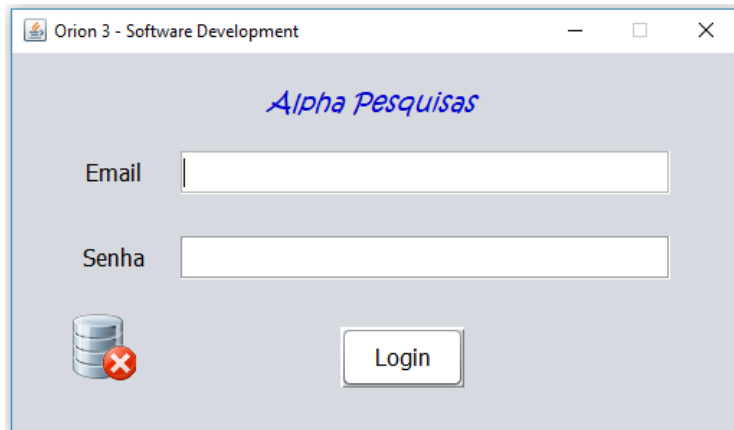 Orion 3 - Software Development
Alpha Pesquisas
Email
Senha
Login